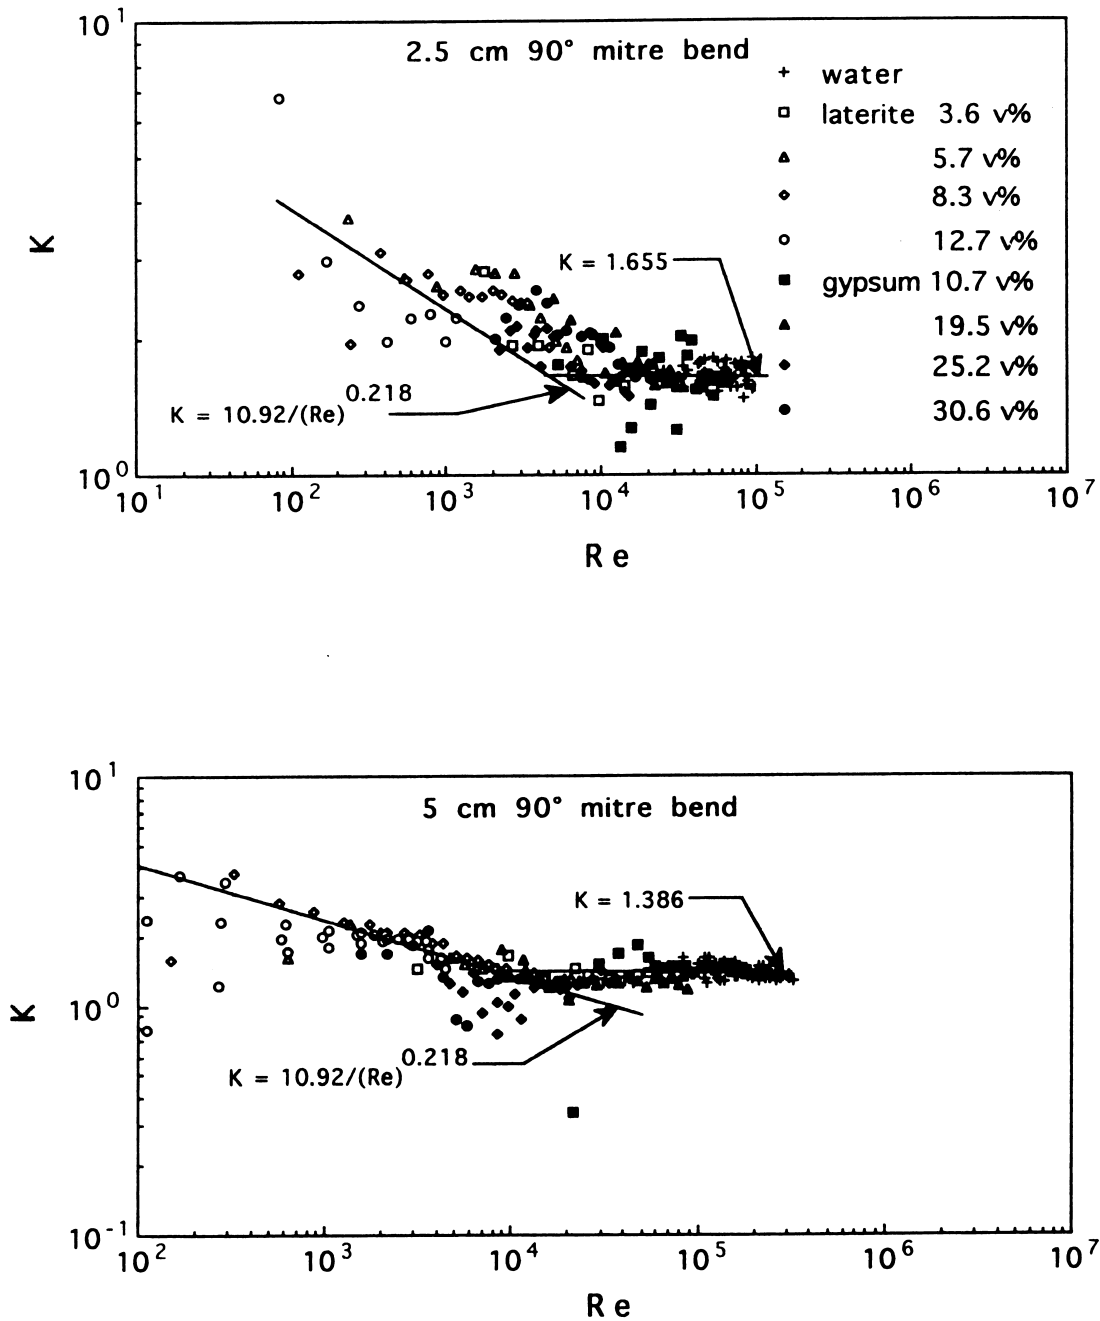 10^1
2.5 cm 90° mitre bend
+ water
laterite 3.6 v%
5.7 v%
8.3 v%
12.7 v%
gypsum 10.7 v%
19.5 v%
25.2 v%
30.6 v%
K
K = 1.655
K = 10.92/(Re)^0.218
10^0
10^1 10^2 10^3 10^4 10^5 10^6 10^7
Re
10^1
5 cm 90° mitre bend
K = 1.386
10^0
K
K = 10.92/(Re)^0.218
10^-1
10^2 10^3 10^4 10^5 10^6 10^7
Re